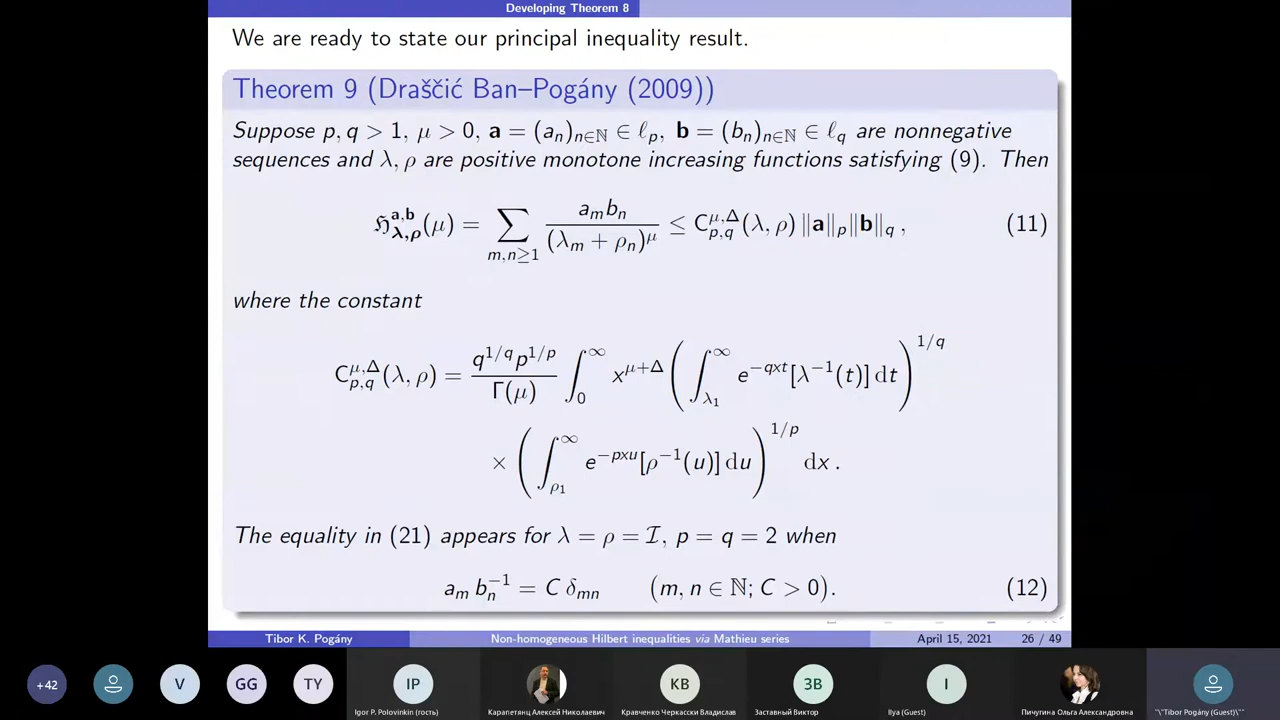 Developing Theorem 8
We are ready to state our principal inequality result.
Theorem 9 (Draščić Ban–Pogány (2009))
Suppose p, q > 1, μ > 0, a = (aₙ)ₙ∈ℕ ∈ ℓₚ, b = (bₙ)ₙ∈ℕ ∈ ℓ_q are nonnegative
sequences and λ, ρ are positive monotone increasing functions satisfying (9). Then
ℌ^{a,b}_{λ,ρ}(μ) = ∑_{m,n≥1} a_m b_n / (λ_m + ρ_n)^μ ≤ C^{μ,Δ}_{p,q}(λ, ρ) ‖a‖_p‖b‖_q , (11)
where the constant
C^{μ,Δ}_{p,q}(λ, ρ) = q^{1/q} p^{1/p} / Γ(μ) ∫_0^∞ x^{μ+Δ} ( ∫_{λ_1}^∞ e^{−qxt}[λ^{−1}(t)] dt )^{1/q}
× ( ∫_{ρ_1}^∞ e^{−pxu}[ρ^{−1}(u)] du )^{1/p} dx .
The equality in (21) appears for λ = ρ = ℐ, p = q = 2 when
a_m b_n^{−1} = C δ_{mn} (m, n ∈ ℕ; C > 0). (12)
Tibor K. Pogány Non-homogeneous Hilbert inequalities via Mathieu series April 15, 2021 26 / 49
+42 V GG TY IP KB ЗВ I
Igor P. Polovinkin (гость) Карапетянц Алексей Николаевич Кравченко Черкасски Владислав Заставный Виктор Ilya (Guest) Пичугина Ольга Александровна "\"Tibor Pogány (Guest)\""